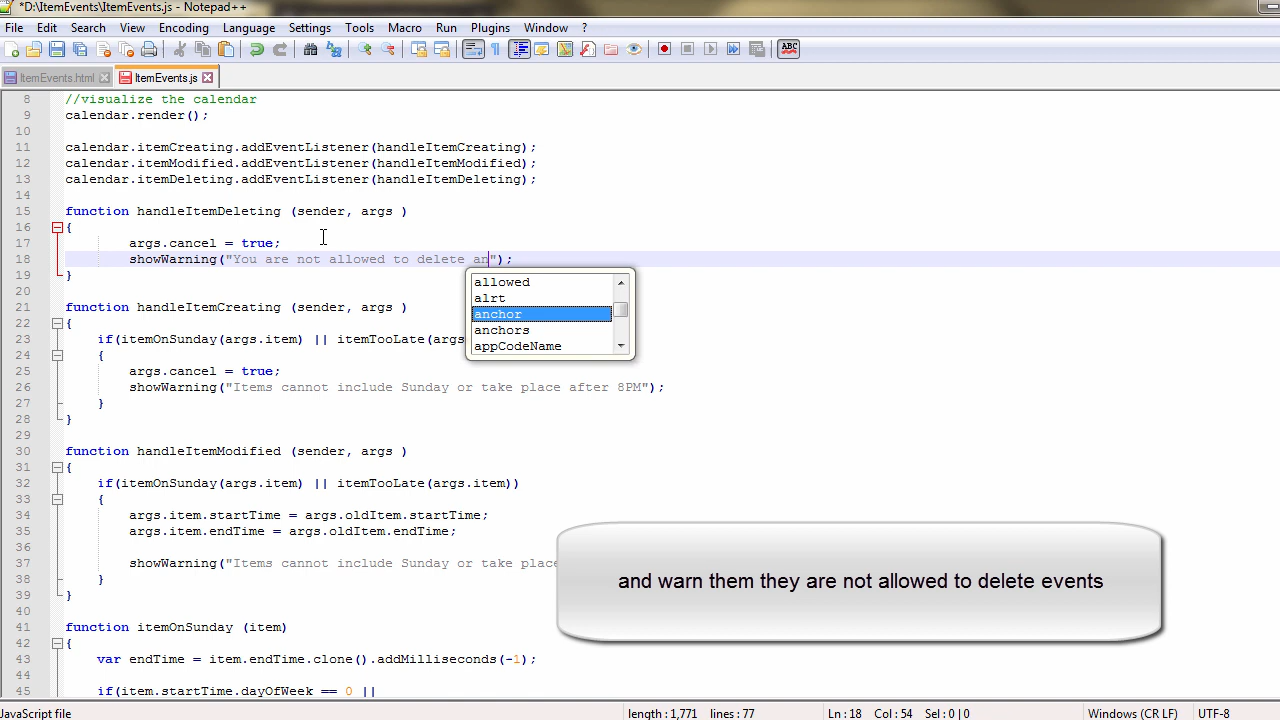 *D:\ItemEvents\ItemEvents.js - Notepad++
File Edit Search View Encoding Language Settings Tools Macro Run Plugins Window ?
ABC
ItemEvents.html ItemEvents.js
8 //visualize the calendar
9 calendar.render();
10
11 calendar.itemCreating.addEventListener(handleItemCreating);
12 calendar.itemModified.addEventListener(handleItemModified);
13 calendar.itemDeleting.addEventListener(handleItemDeleting);
14
15 function handleItemDeleting (sender, args )
16 {
17 args.cancel = true;
18 showWarning("You are not allowed to delete an");
19 }
allowed
alrt
anchor
anchors
appCodeName
20
21 function handleItemCreating (sender, args )
22 {
23 if(itemOnSunday(args.item) || itemTooLate(args
24 {
25 args.cancel = true;
26 showWarning("Items cannot include Sunday or take place after 8PM");
27 }
28 }
29
30 function handleItemModified (sender, args )
31 {
32 if(itemOnSunday(args.item) || itemTooLate(args.item))
33 {
34 args.item.startTime = args.oldItem.startTime;
35 args.item.endTime = args.oldItem.endTime;
36
37 showWarning("Items cannot include Sunday or take plac
38 }
39 }
and warn them they are not allowed to delete events
40
41 function itemOnSunday (item)
42 {
43 var endTime = item.endTime.clone().addMilliseconds(-1);
44
45 if(item.startTime.dayOfWeek == 0 ||
JavaScript file length : 1,771 lines : 77 Ln : 18 Col : 54 Sel : 0 | 0 Windows (CR LF) UTF-8